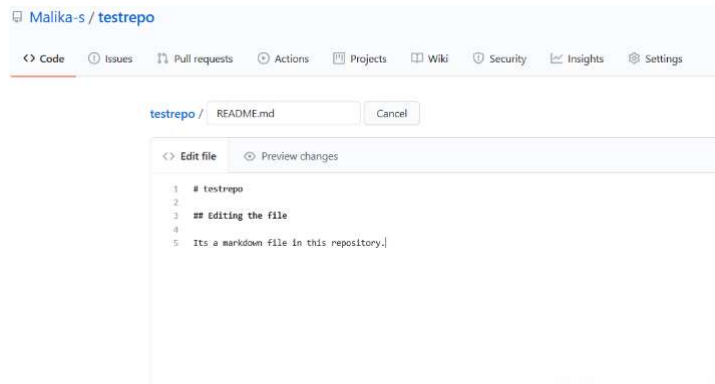 Malika-s / testrepo
<> Code Issues Pull requests Actions Projects Wiki Security Insights Settings
testrepo / README.md Cancel
<> Edit file Preview changes
1 # testrepo
2
3 ## Editing the file
4
5 Its a markdown file in this repository.